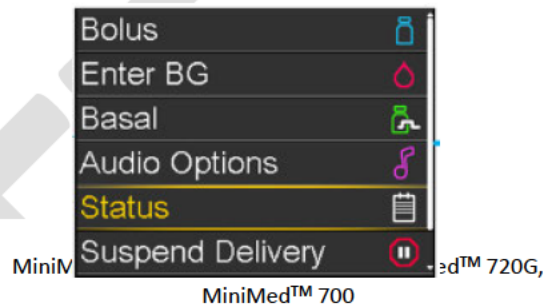 Bolus
Enter BG
Basal
Audio Options
Status
Suspend Delivery
MiniM ed™ 720G,
MiniMed™ 700